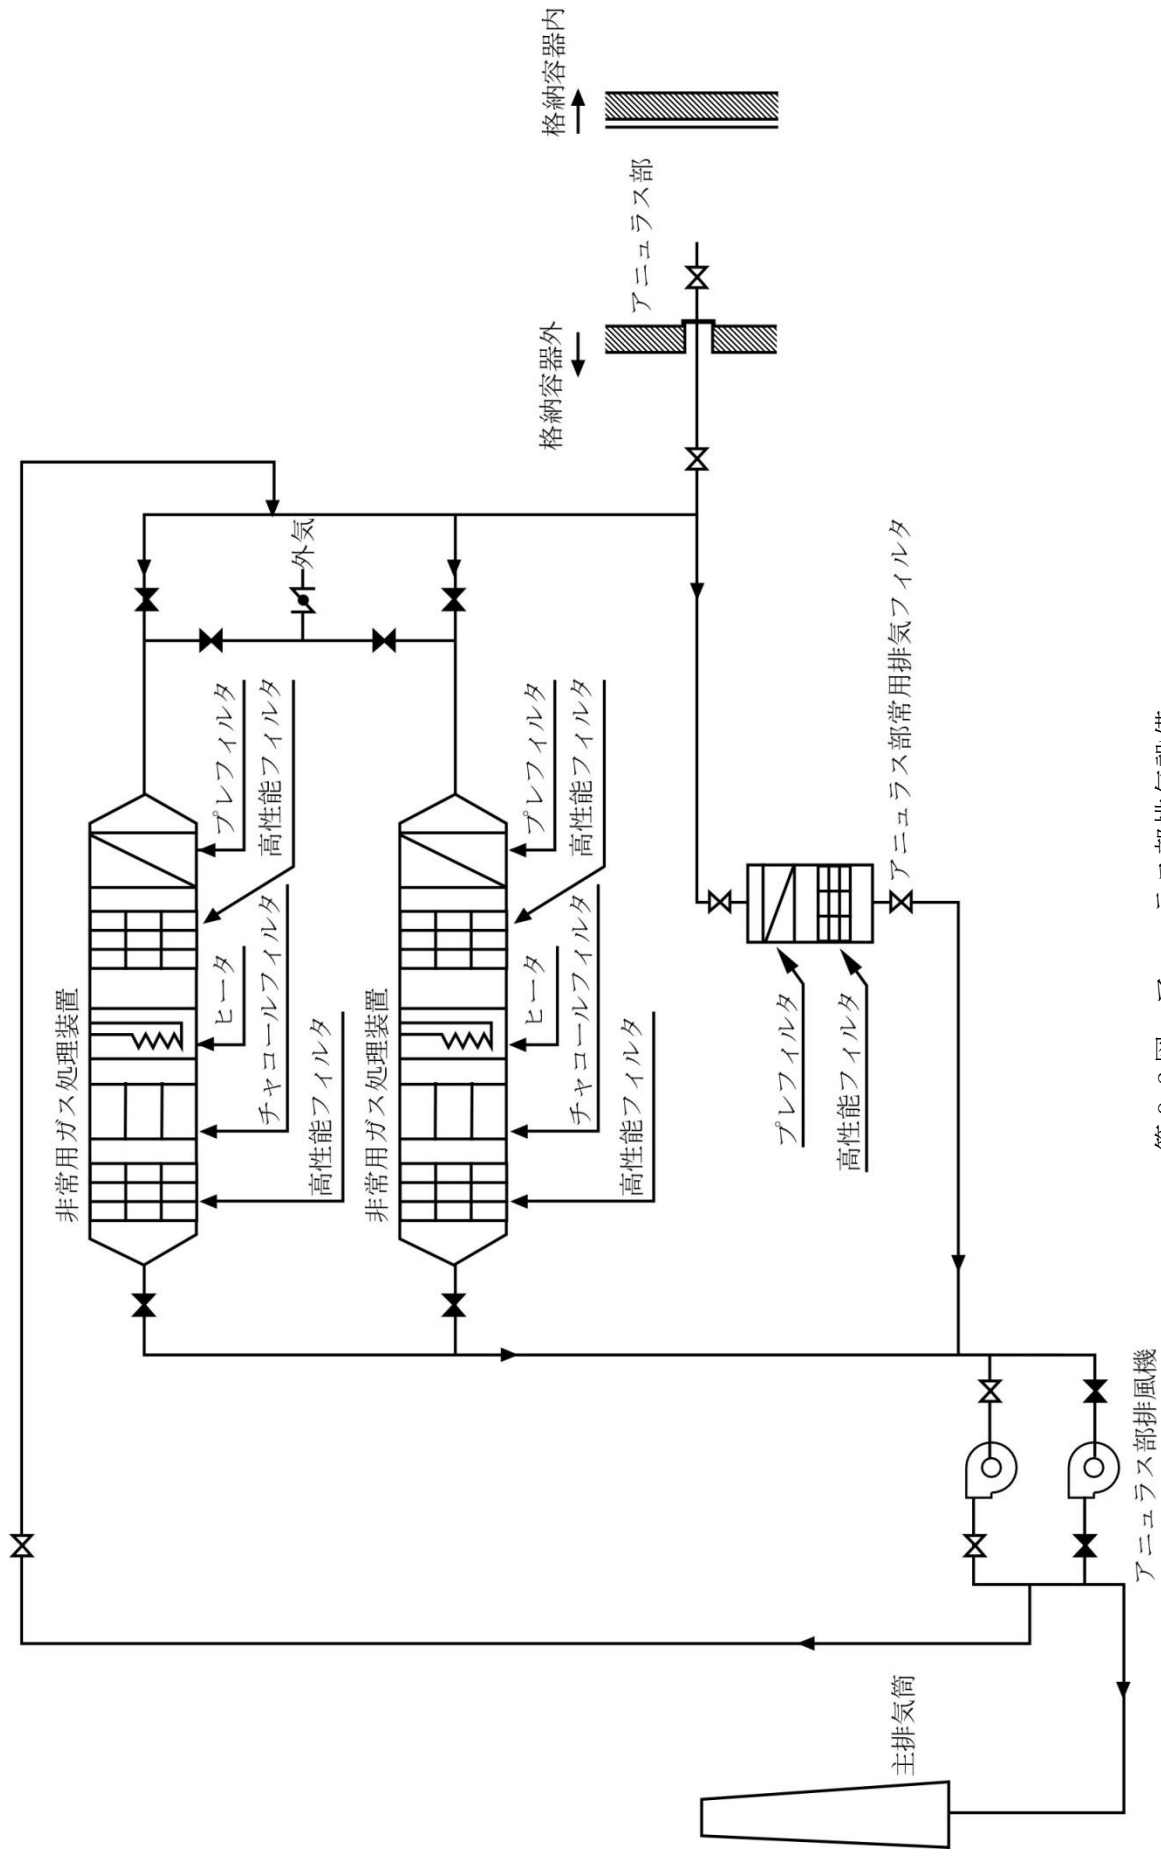 格納容器内
アニュラス部
格納容器外
外気
プレフィルタ
高性能フィルタ
チャコールフィルタ
ヒータ
高性能フィルタ
非常用ガス処理装置
プレフィルタ
高性能フィルタ
チャコールフィルタ
ヒータ
高性能フィルタ
非常用ガス処理装置
アニュラス部常用排気フィルタ
プレフィルタ
高性能フィルタ
アニュラス部排風機
主排気筒